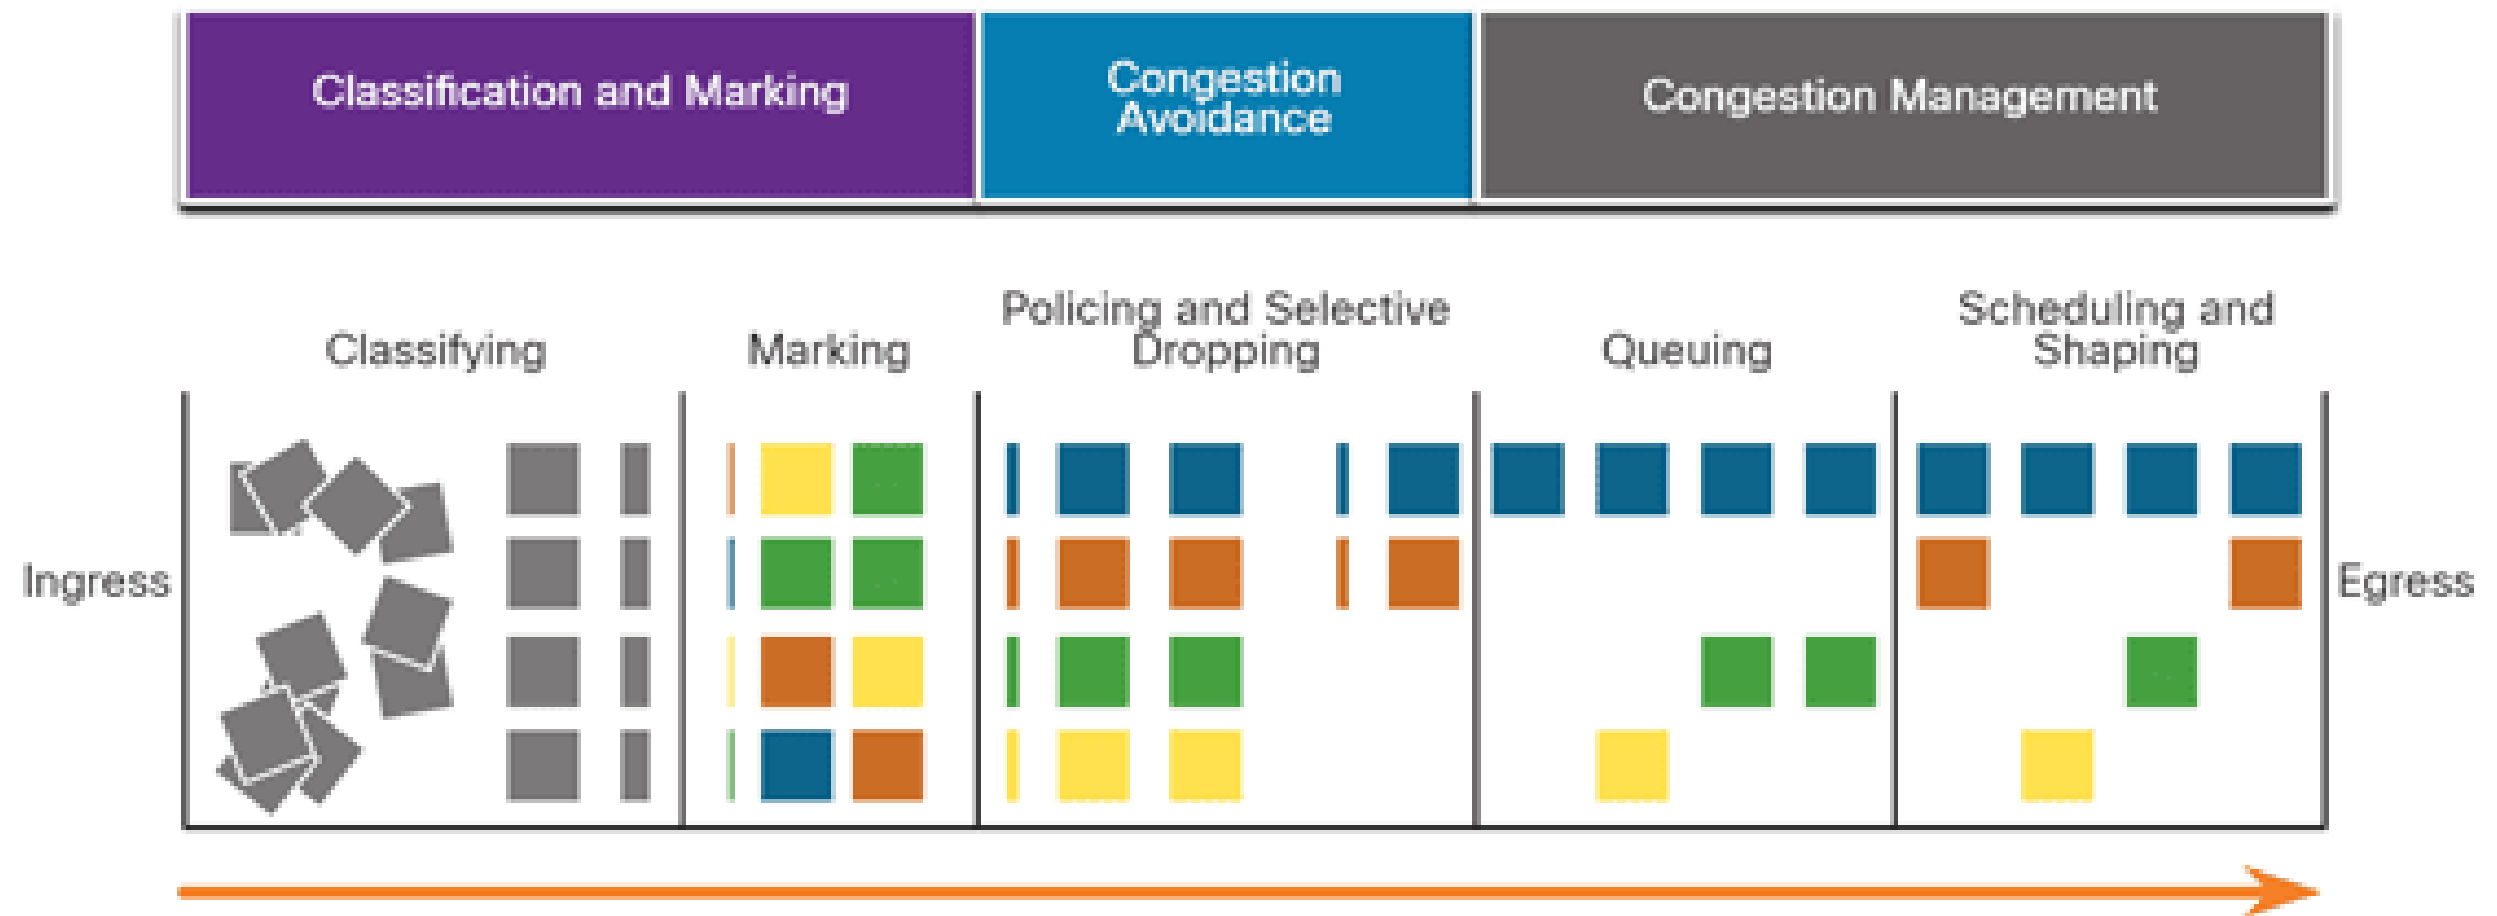 Classification and Marking
Congestion
Avoidance
Congestion Management
Classifying
Marking
Policing and Selective
Dropping
Queuing
Scheduling and
Shaping
Ingress
Egress